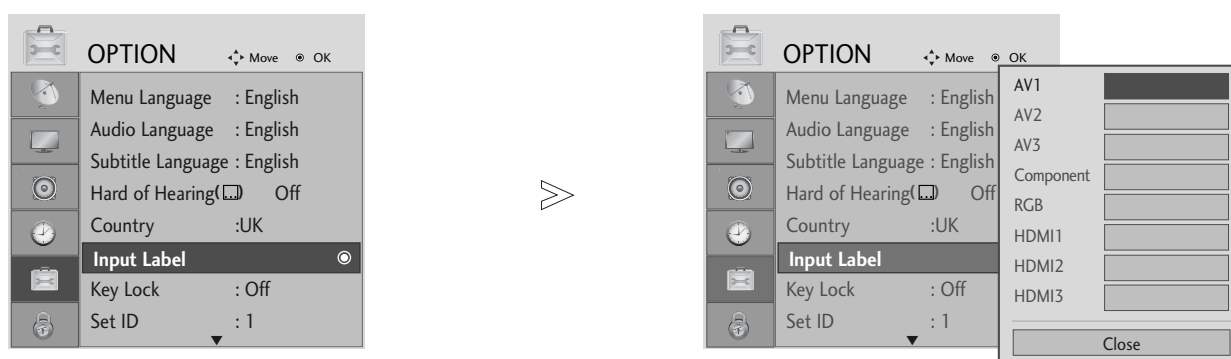 OPTION Move OK
Menu Language : English
Audio Language : English
Subtitle Language : English
Hard of Hearing( ) Off
Country :UK
Input Label
Key Lock : Off
Set ID : 1
OPTION Move OK
Menu Language : English
Audio Language : English
Subtitle Language : English
Hard of Hearing( ) Off
Country :UK
Input Label
Key Lock : Off
Set ID : 1
AV1
AV2
AV3
Component
RGB
HDMI1
HDMI2
HDMI3
Close